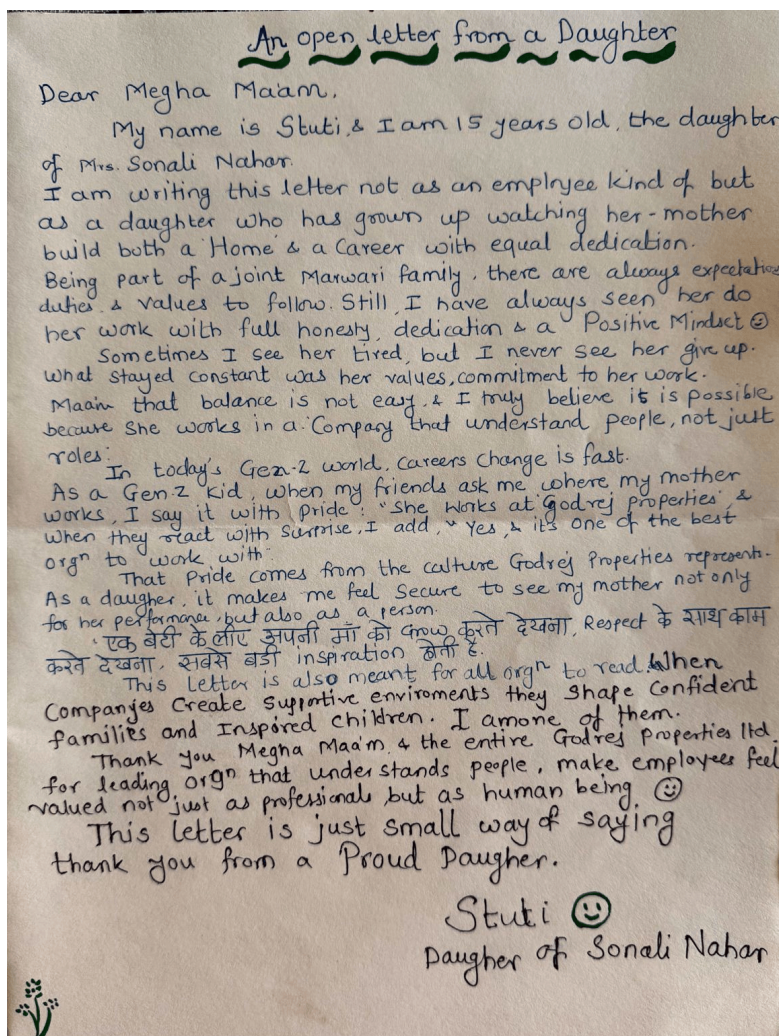 An open letter from a Daughter
Dear Megha Maam,
My name is Stuti, & I am 15 years old, the daughter
of Mrs. Sonali Nahar.
I am writing this letter not as an employee kind of but
as a daughter who has grown up watching her-mother
build both a Home & a Career with equal dedication.
Being part of a joint Marwari family, there are always expectation
duties & values to follow. Still, I have always seen her do
her work with full honesty, dedication & a Positive Mindset ☺
Sometimes I see her tired, but I never see her give up.
What stayed constant was her values, commitment to her work.
Maam that balance is not easy, & I truly believe it is possible
because she works in a Company that understand people, not just
roles.
In today's Gen-Z world, careers change is fast.
As a Gen-Z kid, when my friends ask me where my mother
works, I say it with pride: "She works at Godrej properties', &
When they react with Surprise, I add, "Yes, & it's one of the best
orgn to work with."
That Pride comes from the culture Godrej Properties represents.
As a daugher, it makes me feel Secure to see my mother not only
for her performance, but also as a person.
"एक बेटी के लीए अपनी माँ को Grow करते देखना, Respect के साथ काम
करते देखना, सबसे बडी inspiration होती है.
This Letter is also meant for all orgn to read. When
Companies Create Supportive enviroments they Shape Confident
families and Inspired Children. I amone of them.
Thank you Megha Maa'm & the entire Godrej Properties ltd.
for leading orgn that understands people, make employees feel
valued not just as professionals but as human being ☺
This letter is just small way of saying
thank you from a Proud Daugher.
Stuti ☺
Daugher of Sonali Nahar